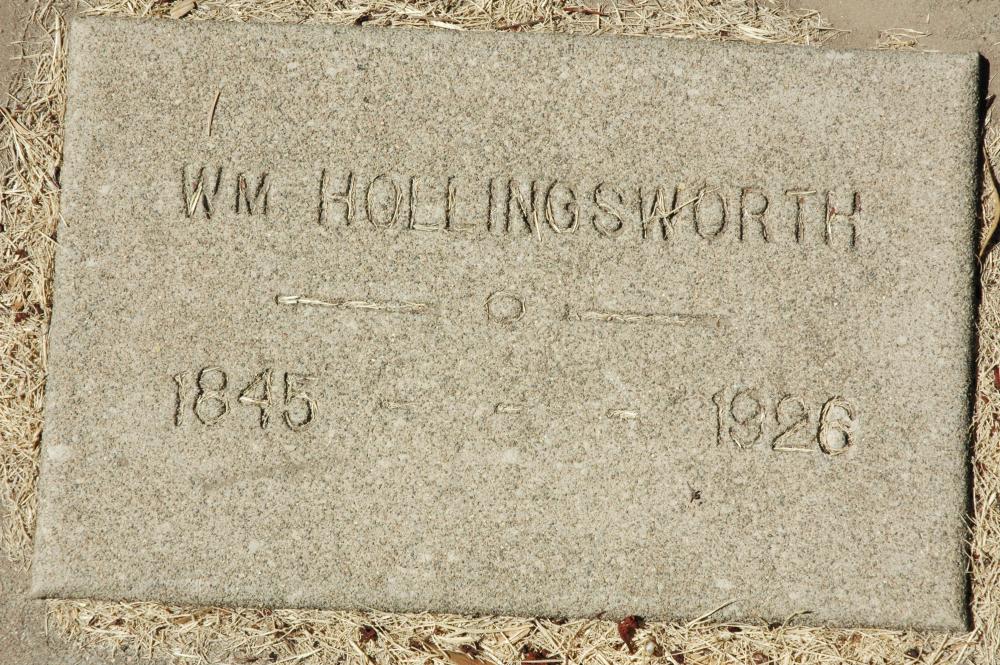 WM HOLLINGSWORTH
— O —
1845 - - - 1926